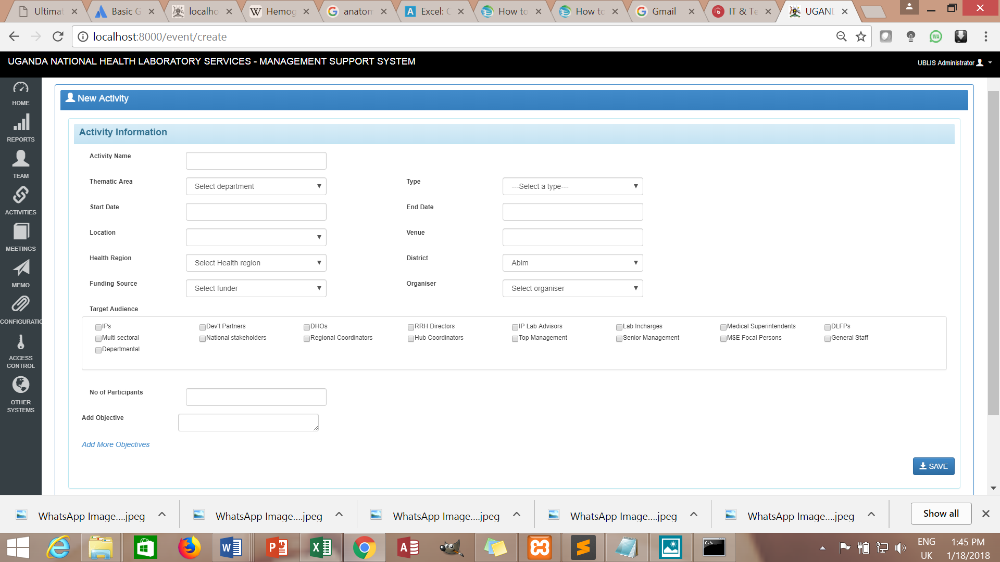 Ultimat
Basic G
localho
Hemog
anaton
Excel: C
How to
How to
Gmail
IT & Te
UGAND
localhost:8000/event/create
UGANDA NATIONAL HEALTH LABORATORY SERVICES - MANAGEMENT SUPPORT SYSTEM
UBLIS Administrator
HOME
REPORTS
TEAM
ACTIVITIES
MEETINGS
MEMO
CONFIGURATIO
ACCESS
CONTROL
OTHER
SYSTEMS
New Activity
Activity Information
Activity Name
Thematic Area
Select department
Type
---Select a type---
Start Date
End Date
Location
Venue
Health Region
Select Health region
District
Abim
Funding Source
Select funder
Organiser
Select organiser
Target Audience
IPs
Dev't Partners
DHOs
RRH Directors
IP Lab Advisors
Lab Incharges
Medical Superintendents
DLFPs
Multi sectoral
National stakeholders
Regional Coordinators
Hub Coordinators
Top Management
Senior Management
M$E Focal Persons
General Staff
Departmental
No of Participants
Add Objective
Add More Objectives
SAVE
WhatsApp Image....jpeg
WhatsApp Image....jpeg
WhatsApp Image....jpeg
WhatsApp Image....jpeg
WhatsApp Image....jpeg
Show all
ENG
UK
1:45 PM
1/18/2018